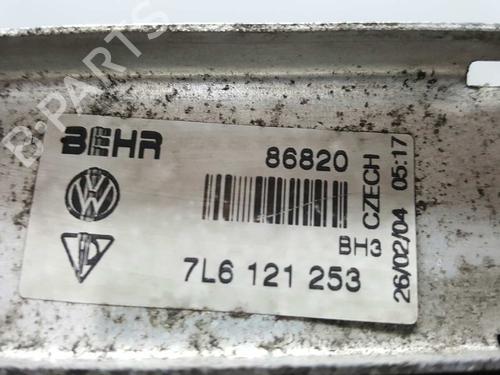 BEHR
86820
BH3
7L6 121 253
CZECH
26/02/04 05:17
B-PARTS